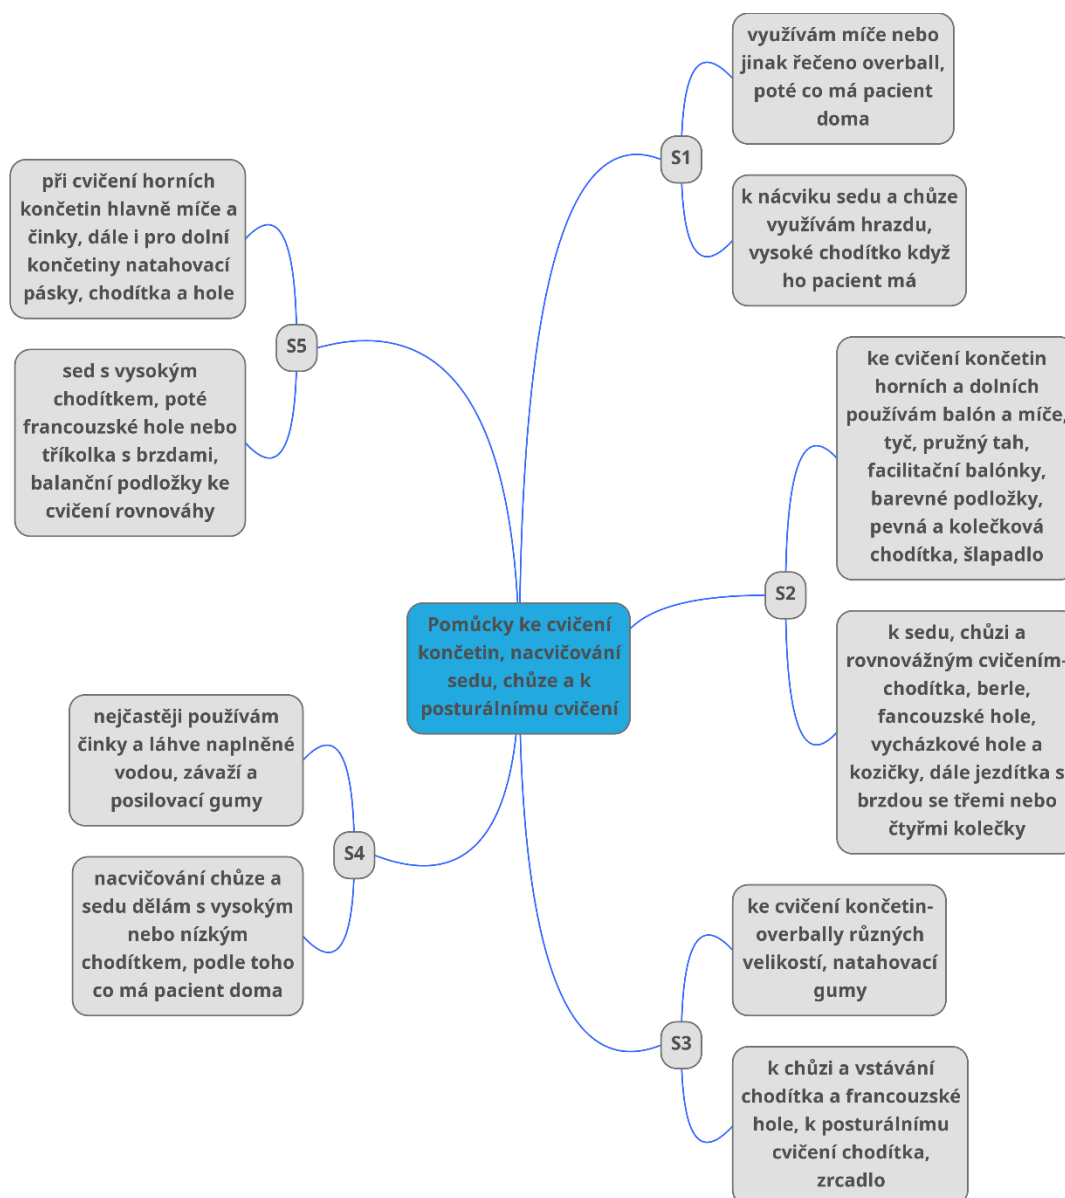 využívám míče nebo
jinak řečeno overball,
poté co má pacient
doma
S1
k nácviku sedu a chůze
využívám hrazdu,
vysoké chodítko když
ho pacient má
při cvičení horních
končetin hlavně míče a
činky, dále i pro dolní
končetiny natahovací
pásky, chodítka a hole
S5
sed s vysokým
chodítkem, poté
francouzské hole nebo
tříkolka s brzdami,
balanční podložky ke
cvičení rovnováhy
ke cvičení končetin
horních a dolních
používám balón a míče,
tyč, pružný tah,
facilitační balónky,
barevné podložky,
pevná a kolečková
chodítka, šlapadlo
S2
k sedu, chůzi a
rovnovážným cvičením-
chodítka, berle,
fancouzské hole,
vycházkové hole a
kozičky, dále jezdítka s
brzdou se třemi nebo
čtyřmi kolečky
Pomůcky ke cvičení
končetin, nacvičování
sedu, chůze a k
posturálnímu cvičení
nejčastěji používám
činky a láhve naplněné
vodou, závaží a
posilovací gumy
S4
nacvičování chůze a
sedu dělám s vysokým
nebo nízkým
chodítkem, podle toho
co má pacient doma
ke cvičení končetin-
overbally různých
velikostí, natahovací
gumy
S3
k chůzi a vstávání
chodítka a francouzské
hole, k posturálnímu
cvičení chodítka,
zrcadlo